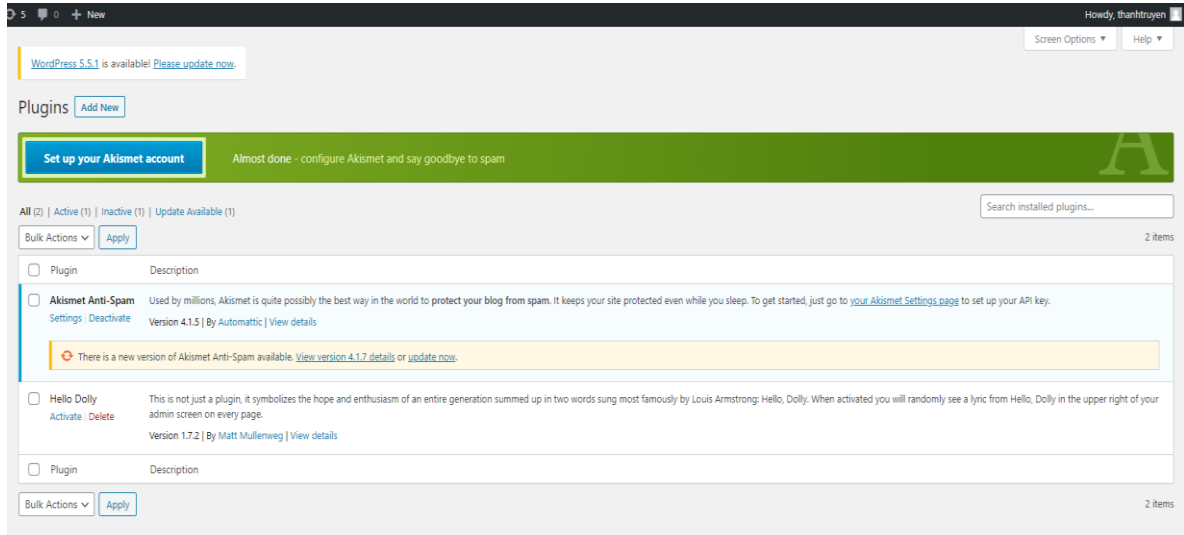 5 0 + New Howdy, thanhtruyen
Screen Options ▼ Help ▼
WordPress 5.5.1 is available! Please update now.
Plugins Add New
Set up your Akismet account Almost done - configure Akismet and say goodbye to spam
A
All (2) | Active (1) | Inactive (1) | Update Available (1)
Search installed plugins...
Bulk Actions Apply 2 items
Plugin Description
Akismet Anti-Spam Used by millions, Akismet is quite possibly the best way in the world to protect your blog from spam. It keeps your site protected even while you sleep. To get started, just go to your Akismet Settings page to set up your API key.
Settings | Deactivate Version 4.1.5 | By Automattic | View details
There is a new version of Akismet Anti-Spam available. View version 4.1.7 details or update now.
Hello Dolly This is not just a plugin, it symbolizes the hope and enthusiasm of an entire generation summed up in two words sung most famously by Louis Armstrong: Hello, Dolly. When activated you will randomly see a lyric from Hello, Dolly in the upper right of your
Activate | Delete admin screen on every page.
Version 1.7.2 | By Matt Mullenweg | View details
Plugin Description
Bulk Actions Apply 2 items